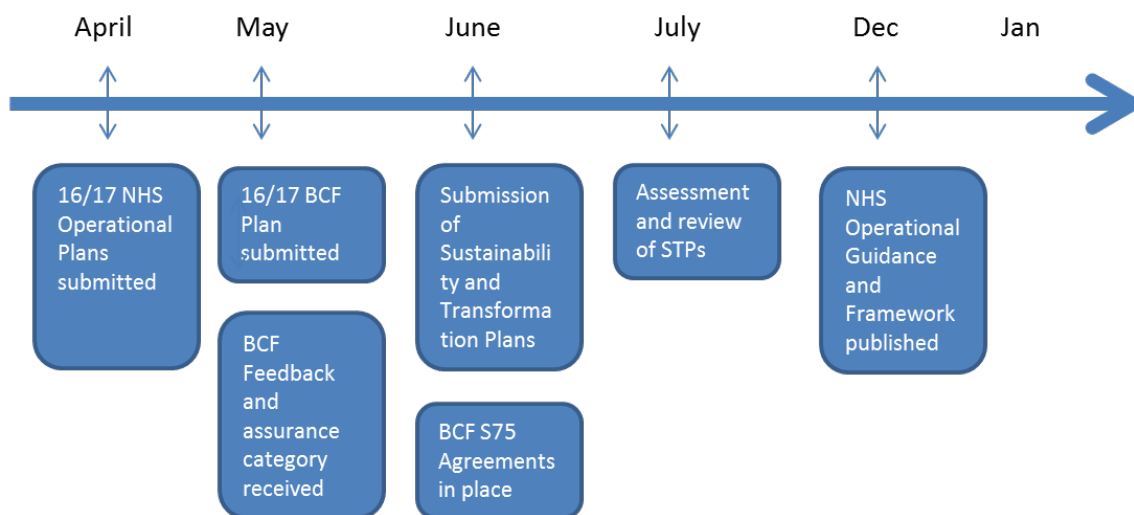 April
May
June
July
Dec
Jan
16/17 NHS
Operational
Plans
submitted
16/17 BCF
Plan
submitted
BCF
Feedback
and
assurance
category
received
Submission
of
Sustainabili
ty and
Transforma
tion Plans
BCF S75
Agreements
in place
Assessment
and review
of STPs
NHS
Operational
Guidance
and
Framework
published